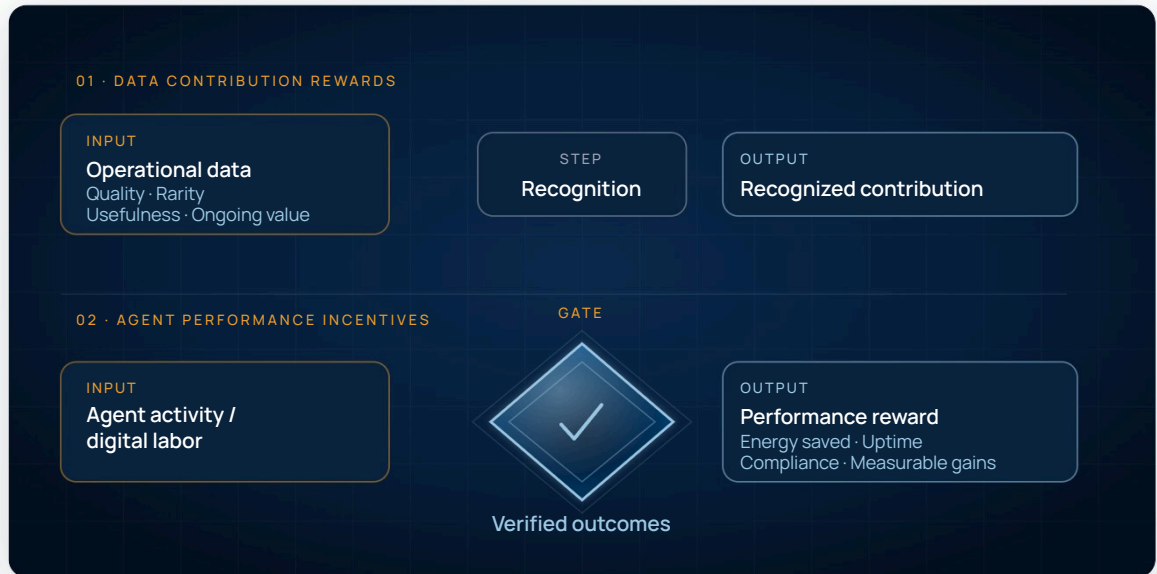 01 · DATA CONTRIBUTION REWARDS
INPUT
Operational data
Quality · Rarity
Usefulness · Ongoing value
STEP
Recognition
OUTPUT
Recognized contribution
02 · AGENT PERFORMANCE INCENTIVES
INPUT
Agent activity /
digital labor
GATE
Verified outcomes
OUTPUT
Performance reward
Energy saved · Uptime
Compliance · Measurable gains